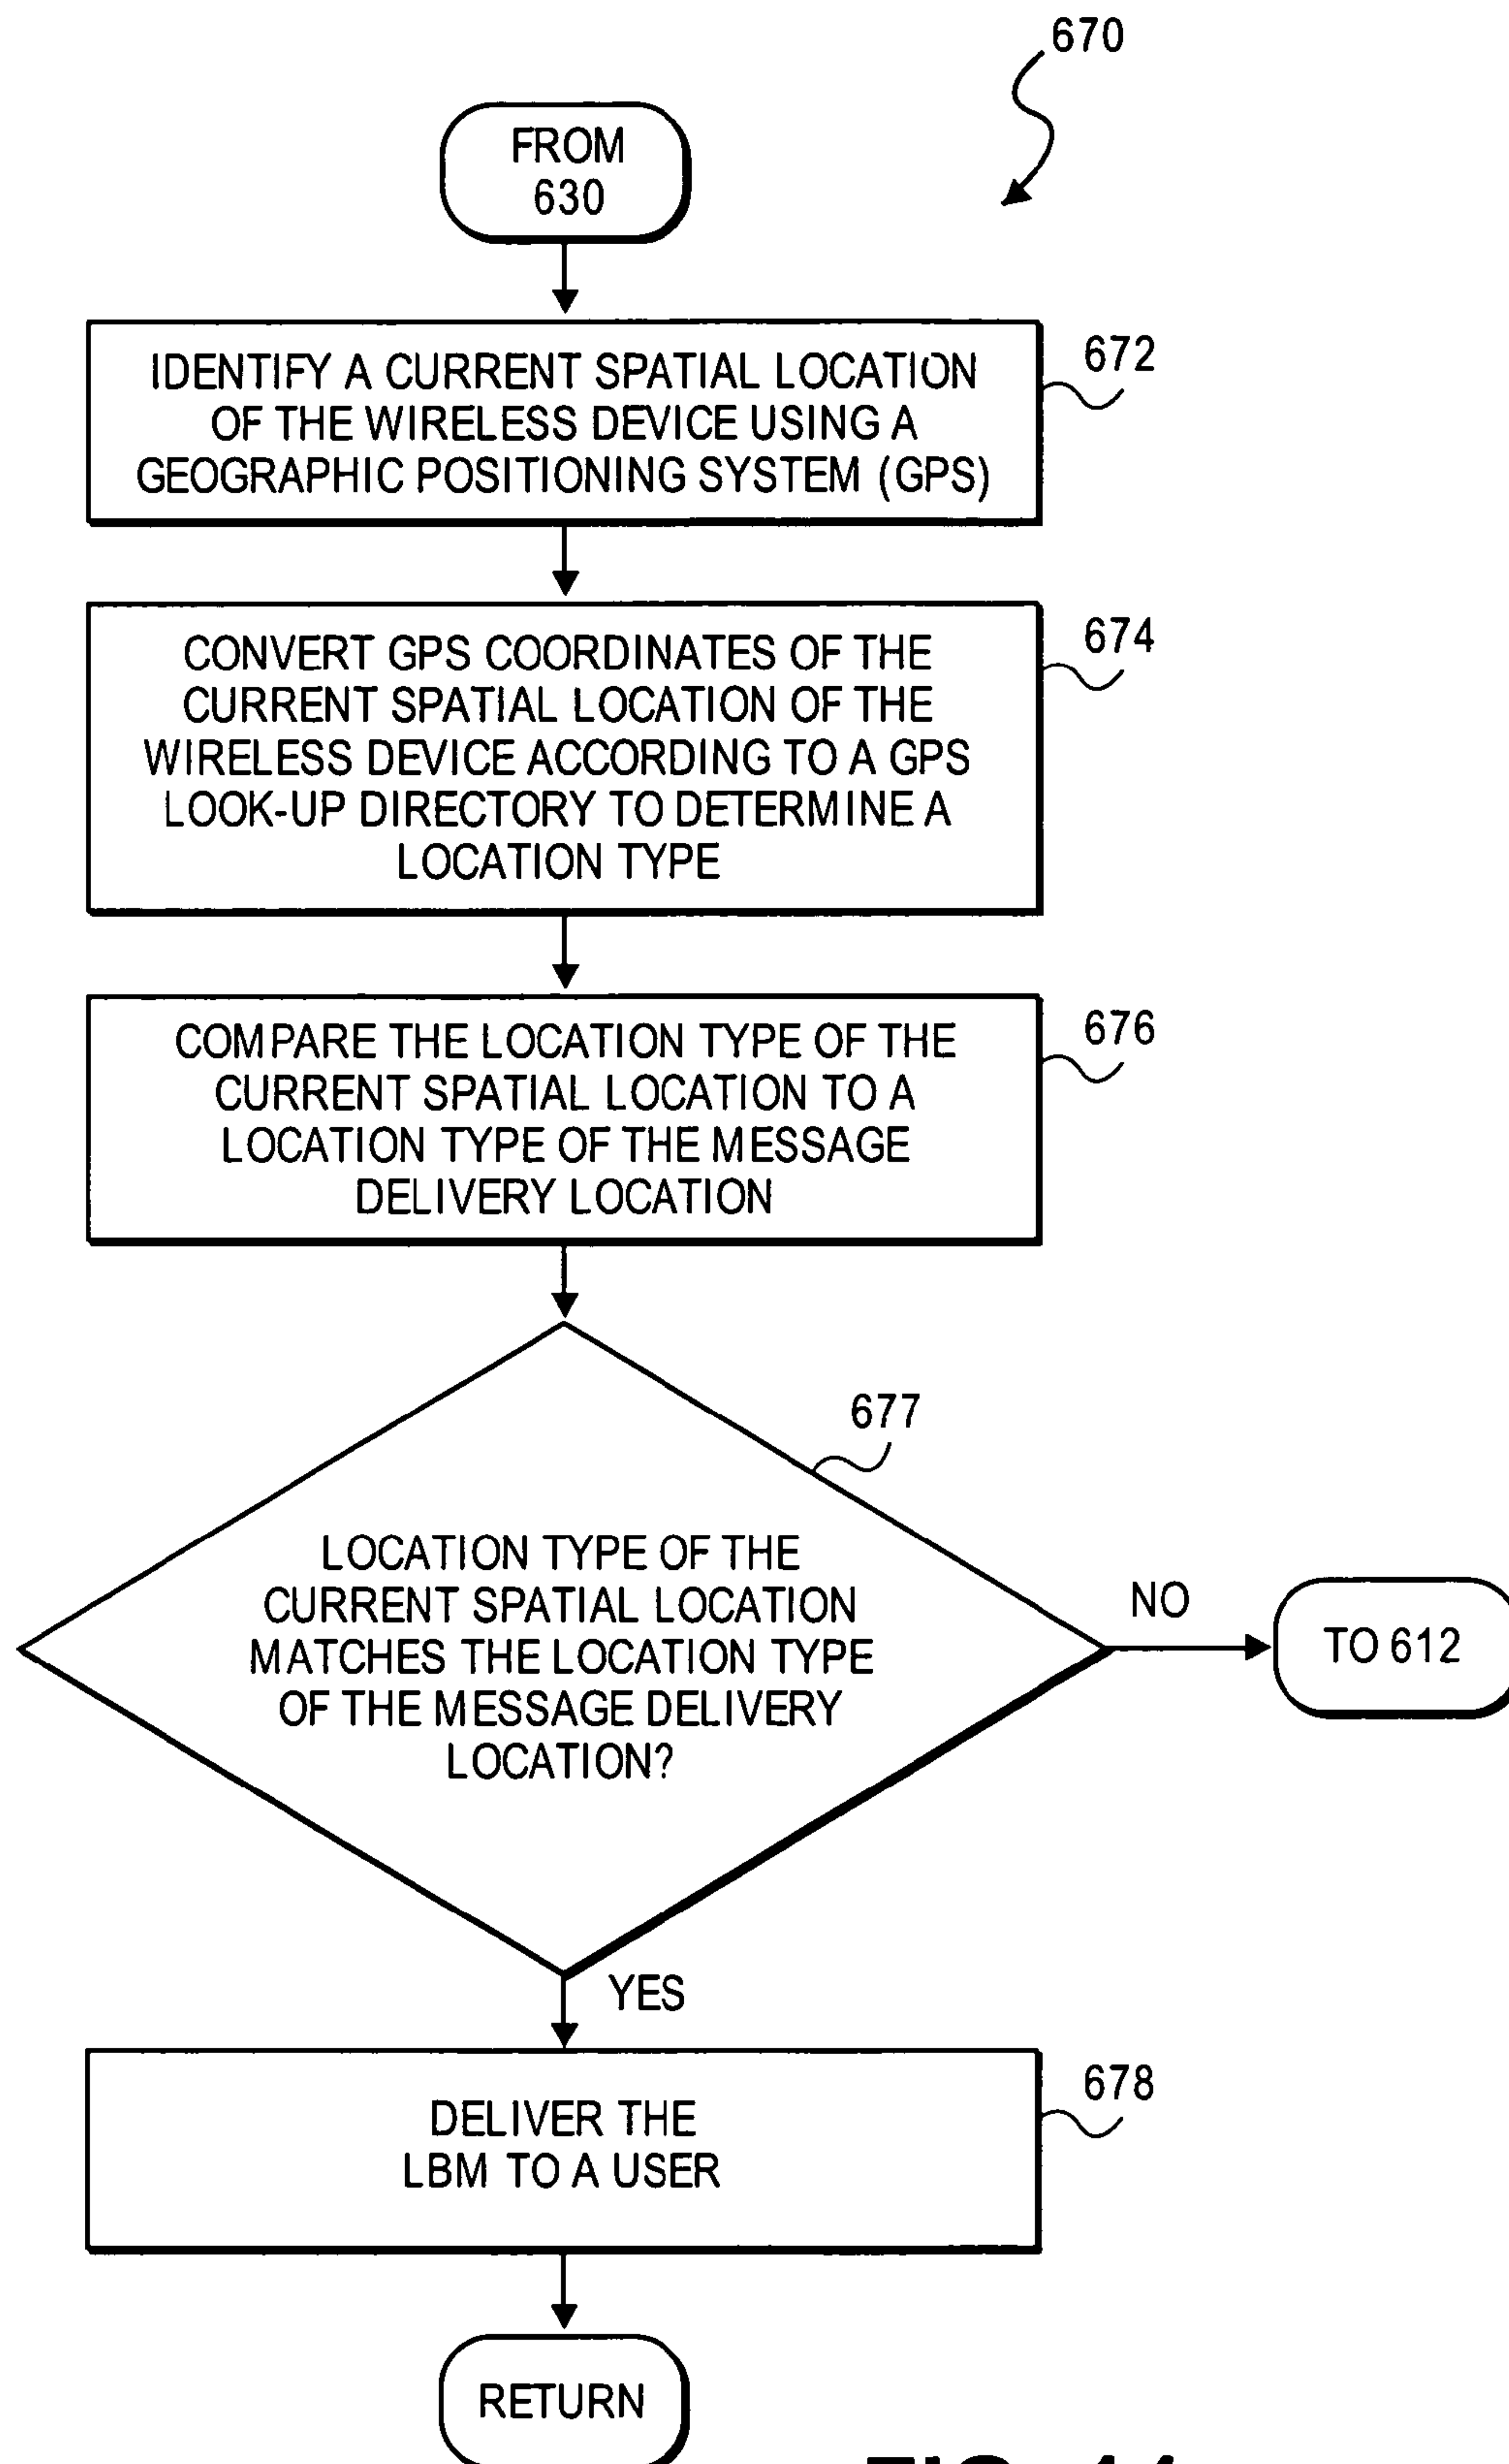 670
FROM
630
IDENTIFY A CURRENT SPATIAL LOCATION
OF THE WIRELESS DEVICE USING A
GEOGRAPHIC POSITIONING SYSTEM (GPS)
672
CONVERT GPS COORDINATES OF THE
CURRENT SPATIAL LOCATION OF THE
WIRELESS DEVICE ACCORDING TO A GPS
LOOK-UP DIRECTORY TO DETERMINE A
LOCATION TYPE
674
COMPARE THE LOCATION TYPE OF THE
CURRENT SPATIAL LOCATION TO A
LOCATION TYPE OF THE MESSAGE
DELIVERY LOCATION
676
677
LOCATION TYPE OF THE
CURRENT SPATIAL LOCATION
MATCHES THE LOCATION TYPE
OF THE MESSAGE DELIVERY
LOCATION?
NO
TO 612
YES
DELIVER THE
LBM TO A USER
678
RETURN